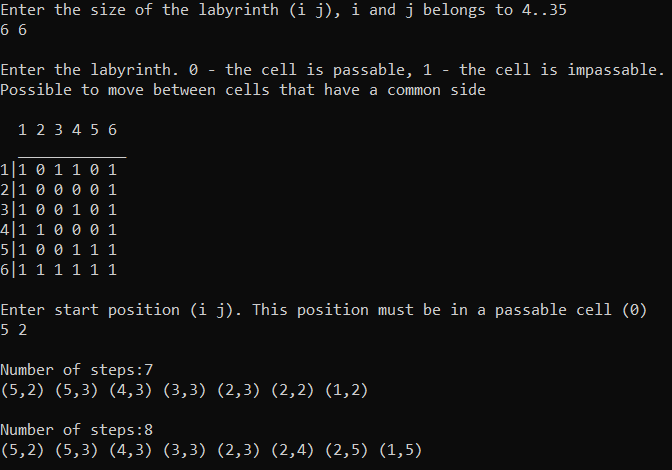 Enter the size of the labyrinth (i j), i and j belongs to 4..35
6 6
Enter the labyrinth. 0 - the cell is passable, 1 - the cell is impassable.
Possible to move between cells that have a common side
1 2 3 4 5 6
____________
1|1 0 1 1 0 1
2|1 0 0 0 0 1
3|1 0 0 1 0 1
4|1 1 0 0 0 1
5|1 0 0 1 1 1
6|1 1 1 1 1 1
Enter start position (i j). This position must be in a passable cell (0)
5 2
Number of steps:7
(5,2) (5,3) (4,3) (3,3) (2,3) (2,2) (1,2)
Number of steps:8
(5,2) (5,3) (4,3) (3,3) (2,3) (2,4) (2,5) (1,5)